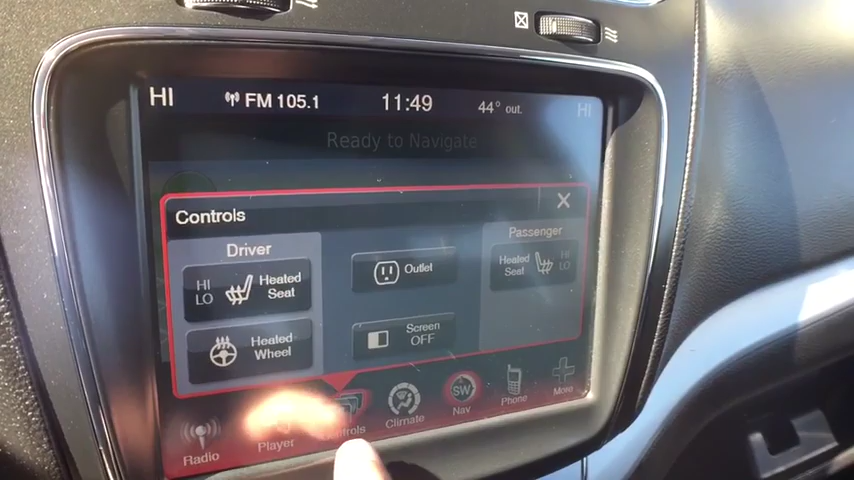 HI FM 105.1 11:49 44° out. HI
Ready to Navigate
Controls X
Driver
HI
LO
Heated
Seat
Heated
Wheel
Outlet
Screen
OFF
Passenger
Heated
Seat
HI
LO
Radio Player Controls Climate SW Nav Phone More